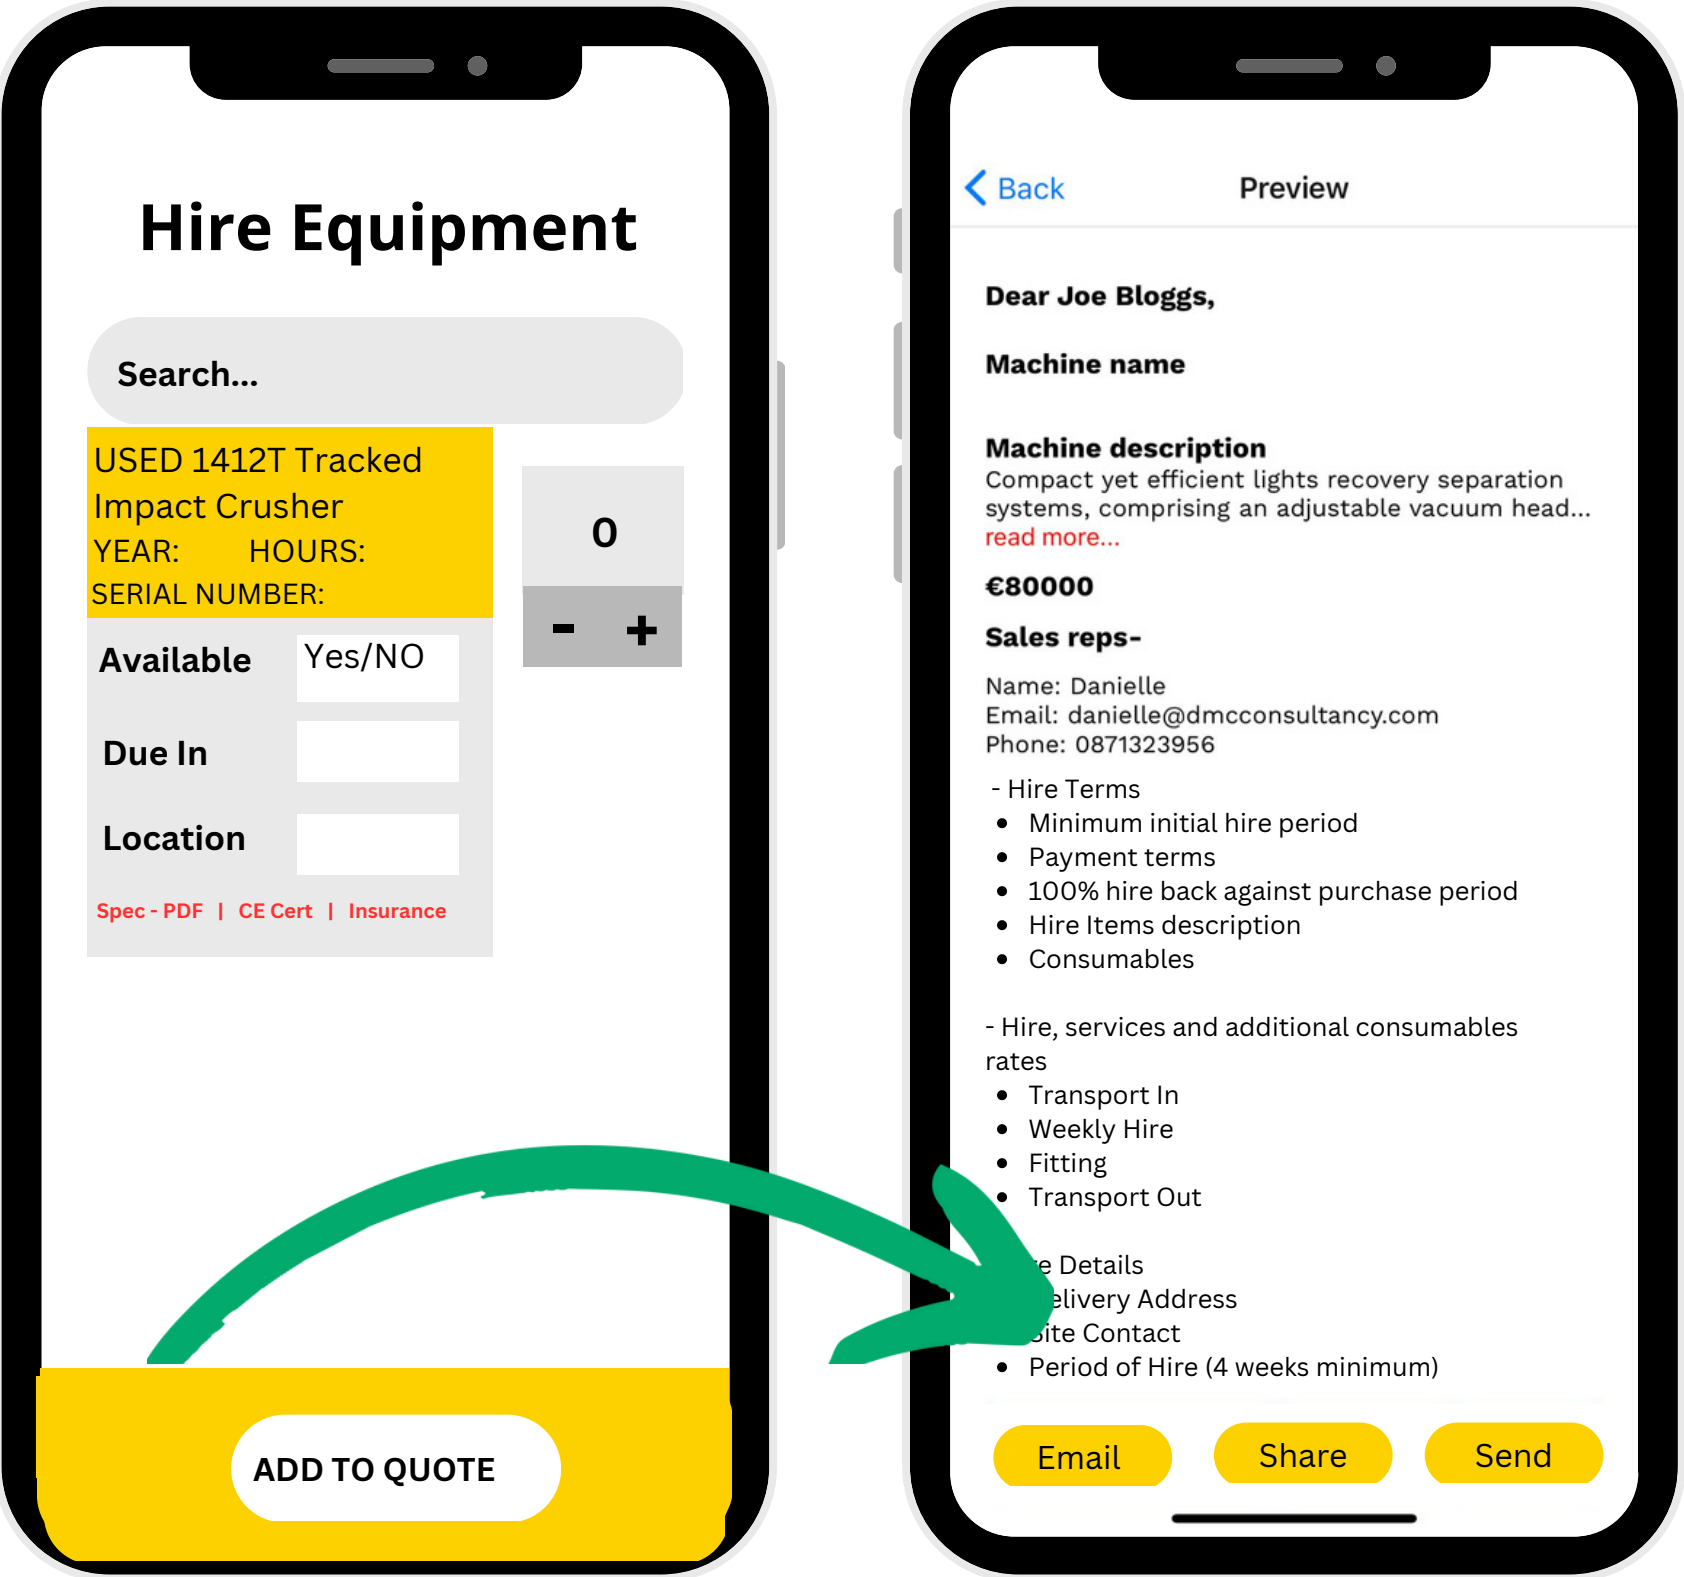 Hire Equipment
Search...
USED 1412T Tracked
Impact Crusher
YEAR: HOURS:
SERIAL NUMBER:
0
- +
Available Yes/NO
Due In
Location
Spec - PDF | CE Cert | Insurance
ADD TO QUOTE
Back Preview
Dear Joe Bloggs,
Machine name
Machine description
Compact yet efficient lights recovery separation
systems, comprising an adjustable vacuum head...
read more...
€80000
Sales reps-
Name: Danielle
Email: danielle@dmcconsultancy.com
Phone: 0871323956
- Hire Terms
• Minimum initial hire period
• Payment terms
• 100% hire back against purchase period
• Hire Items description
• Consumables
- Hire, services and additional consumables
rates
• Transport In
• Weekly Hire
• Fitting
• Transport Out
Details
Address
Site Contact
• Period of Hire (4 weeks minimum)
Email Share Send